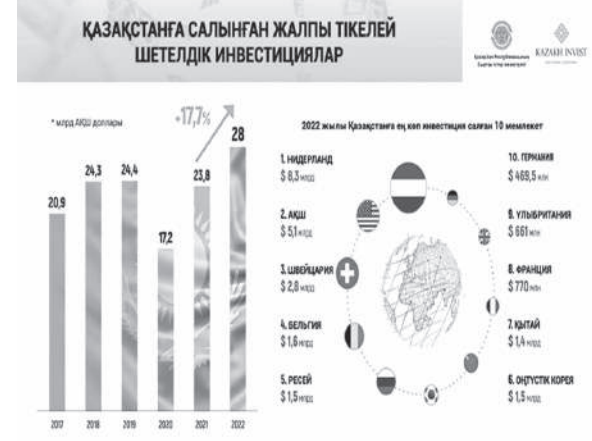 ҚАЗАҚСТАНҒА САЛЫНҒАН ЖАЛПЫ ТІКЕЛЕЙ
ШЕТЕЛДІК ИНВЕСТИЦИЯЛАР
KAZAKH INVEST
* млрд АҚШ доллары
+17,7%
28
24,3
24,4
23,8
20,9
17,2
2017
2018
2019
2020
2021
2022
2022 жылы Қазақстанға ең көп инвестиция салған 10 мемлекет
1. НИДЕРЛАНД
$ 8,3 млрд
2. АҚШ
$ 5,1 млрд
3. ШВЕЙЦАРИЯ
$ 2,8 млрд
4. БЕЛЬГИЯ
$ 1,6 млрд
5. РЕСЕЙ
$ 1,5 млрд
10. ГЕРМАНИЯ
$ 469,5 млн
9. ҰЛЫБРИТАНИЯ
$ 661 млн
8. ФРАНЦИЯ
$ 770 млн
7. ҚЫТАЙ
$ 1,4 млрд
6. ОҢТҮСТІК КОРЕЯ
$ 1,5 млрд